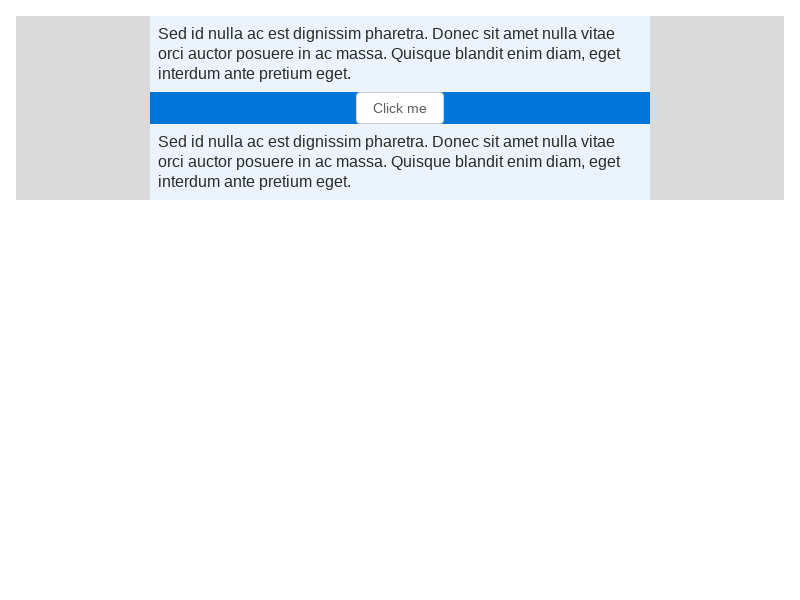 Sed id nulla ac est dignissim pharetra. Donec sit amet nulla vitae
orci auctor posuere in ac massa. Quisque blandit enim diam, eget
interdum ante pretium eget.
Click me
Sed id nulla ac est dignissim pharetra. Donec sit amet nulla vitae
orci auctor posuere in ac massa. Quisque blandit enim diam, eget
interdum ante pretium eget.